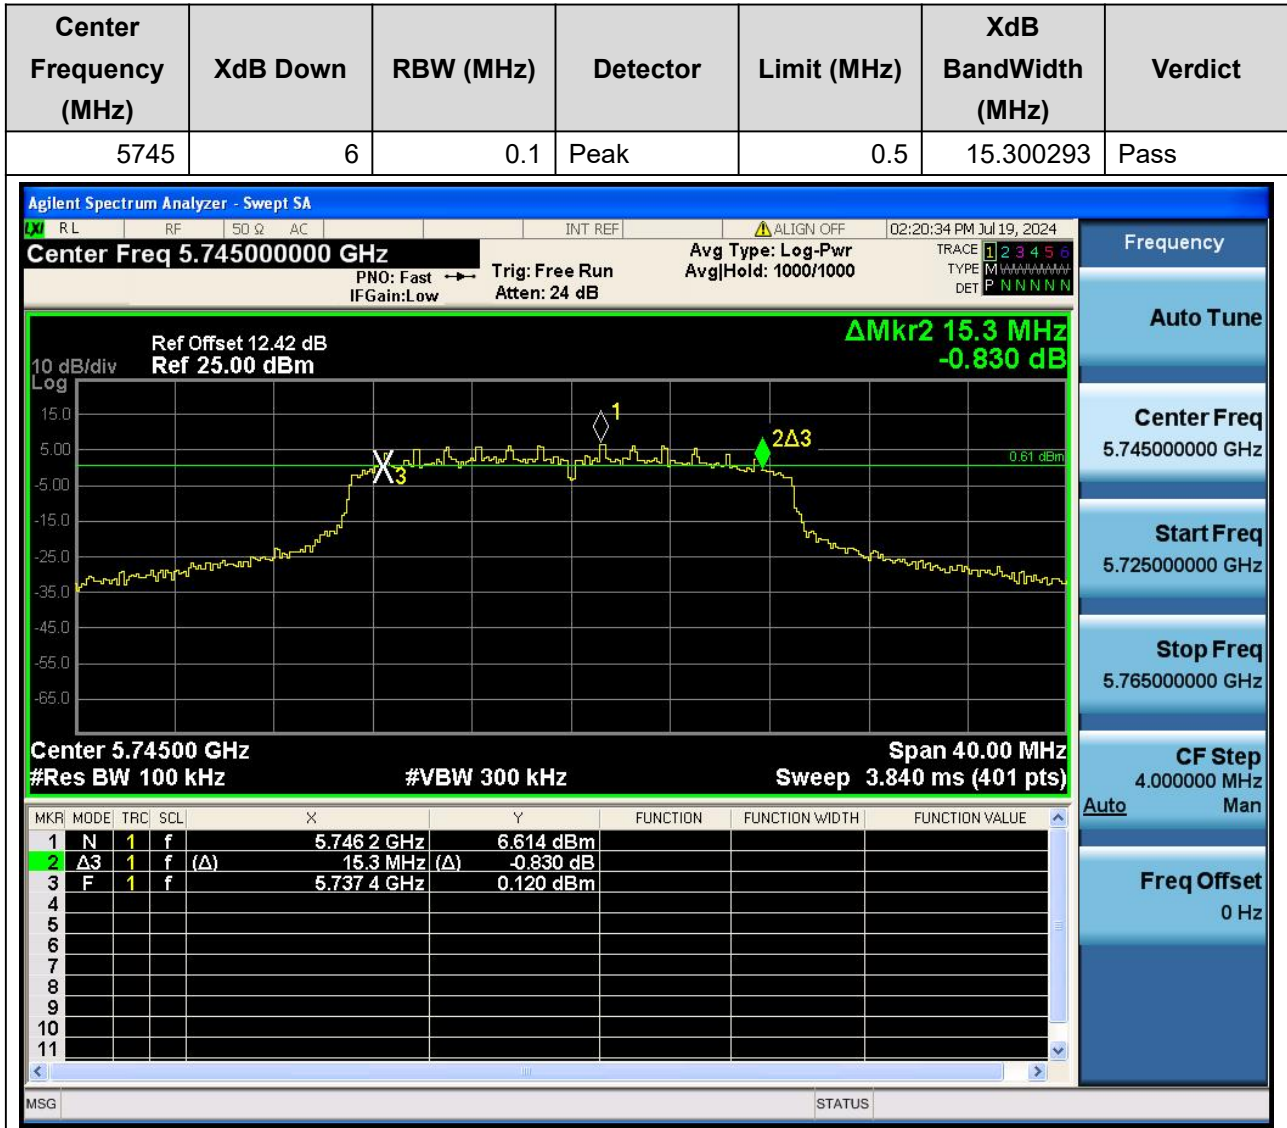 Center Frequency (MHz) XdB Down RBW (MHz) Detector Limit (MHz) XdB BandWidth (MHz) Verdict
5745 6 0.1 Peak 0.5 15.300293 Pass
Agilent Spectrum Analyzer - Swept SA
LXI RL RF 50 Ω AC INT REF ALIGN OFF 02:20:34 PM Jul 19, 2024
Center Freq 5.745000000 GHz
PNO: Fast
IFGain:Low
Trig: Free Run
Atten: 24 dB
Avg Type: Log-Pwr
Avg|Hold: 1000/1000
TRACE 1 2 3 4 5 6
TYPE M
DET P N N N N N
ΔMkr2 15.3 MHz
-0.830 dB
Ref Offset 12.42 dB
10 dB/div Ref 25.00 dBm
Log
15.0
5.00
-5.00
-15.0
-25.0
-35.0
-45.0
-55.0
-65.0
1
2Δ3
3
0.61 dBm
Center 5.74500 GHz Span 40.00 MHz
#Res BW 100 kHz #VBW 300 kHz Sweep 3.840 ms (401 pts)
MKR MODE TRC SCL X Y FUNCTION FUNCTION WIDTH FUNCTION VALUE
1 N 1 f 5.746 2 GHz 6.614 dBm
2 Δ3 1 f (Δ) 15.3 MHz (Δ) -0.830 dB
3 F 1 f 5.737 4 GHz 0.120 dBm
4
5
6
7
8
9
10
11
MSG STATUS
Frequency
Auto Tune
Center Freq
5.745000000 GHz
Start Freq
5.725000000 GHz
Stop Freq
5.765000000 GHz
CF Step
4.000000 MHz
Auto Man
Freq Offset
0 Hz